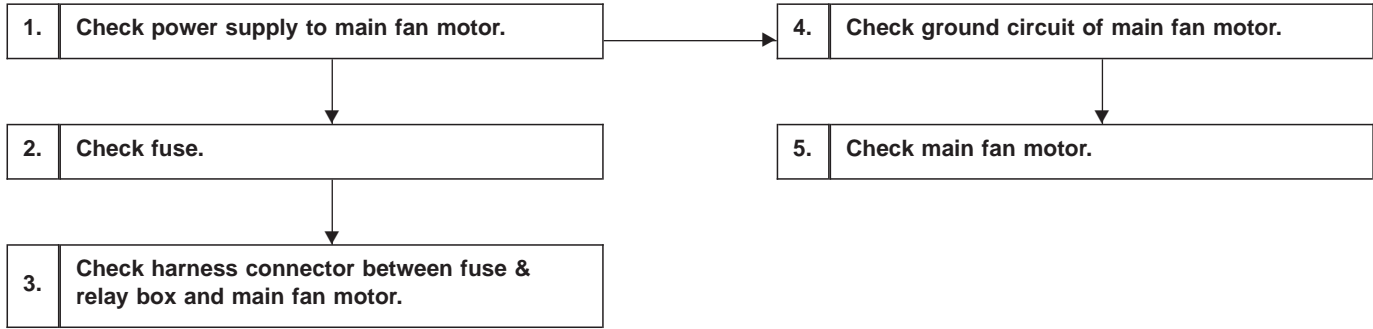 1. Check power supply to main fan motor.
2. Check fuse.
3. Check harness connector between fuse &
relay box and main fan motor.
4. Check ground circuit of main fan motor.
5. Check main fan motor.